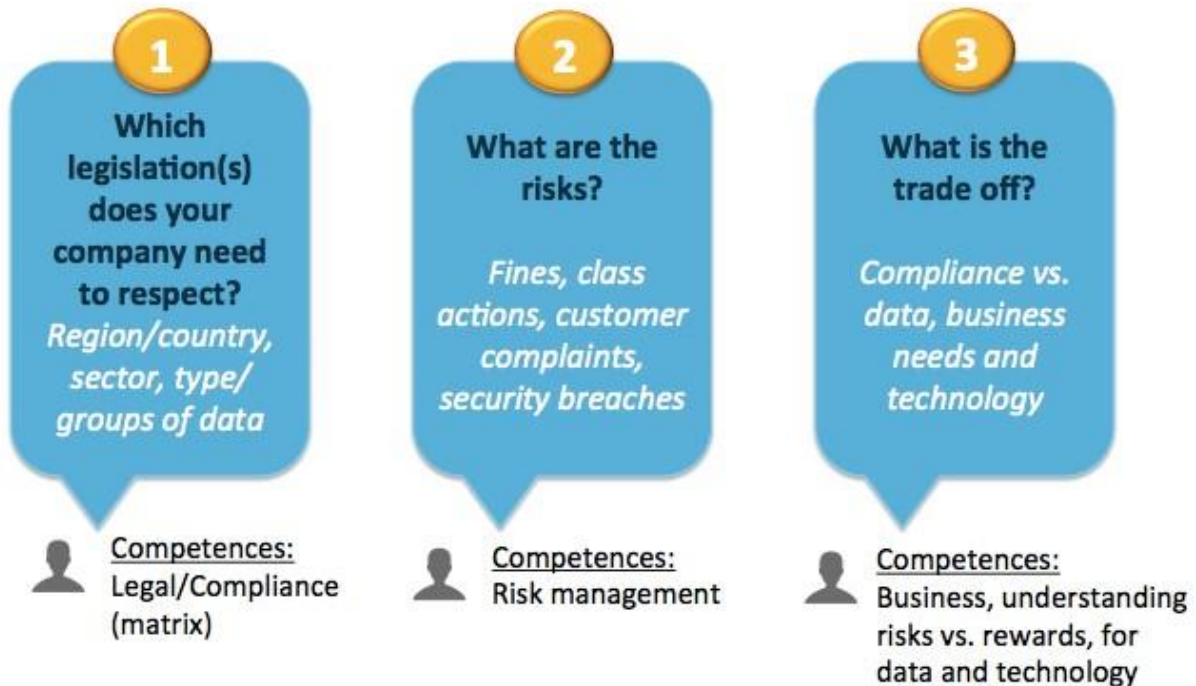 1
Which
legislation(s)
does your
company need
to respect?
Region/country,
sector, type/
groups of data
Competences:
Legal/Compliance
(matrix)
2
What are the
risks?
Fines, class
actions, customer
complaints,
security breaches
Competences:
Risk management
3
What is the
trade off?
Compliance vs.
data, business
needs and
technology
Competences:
Business, understanding
risks vs. rewards, for
data and technology